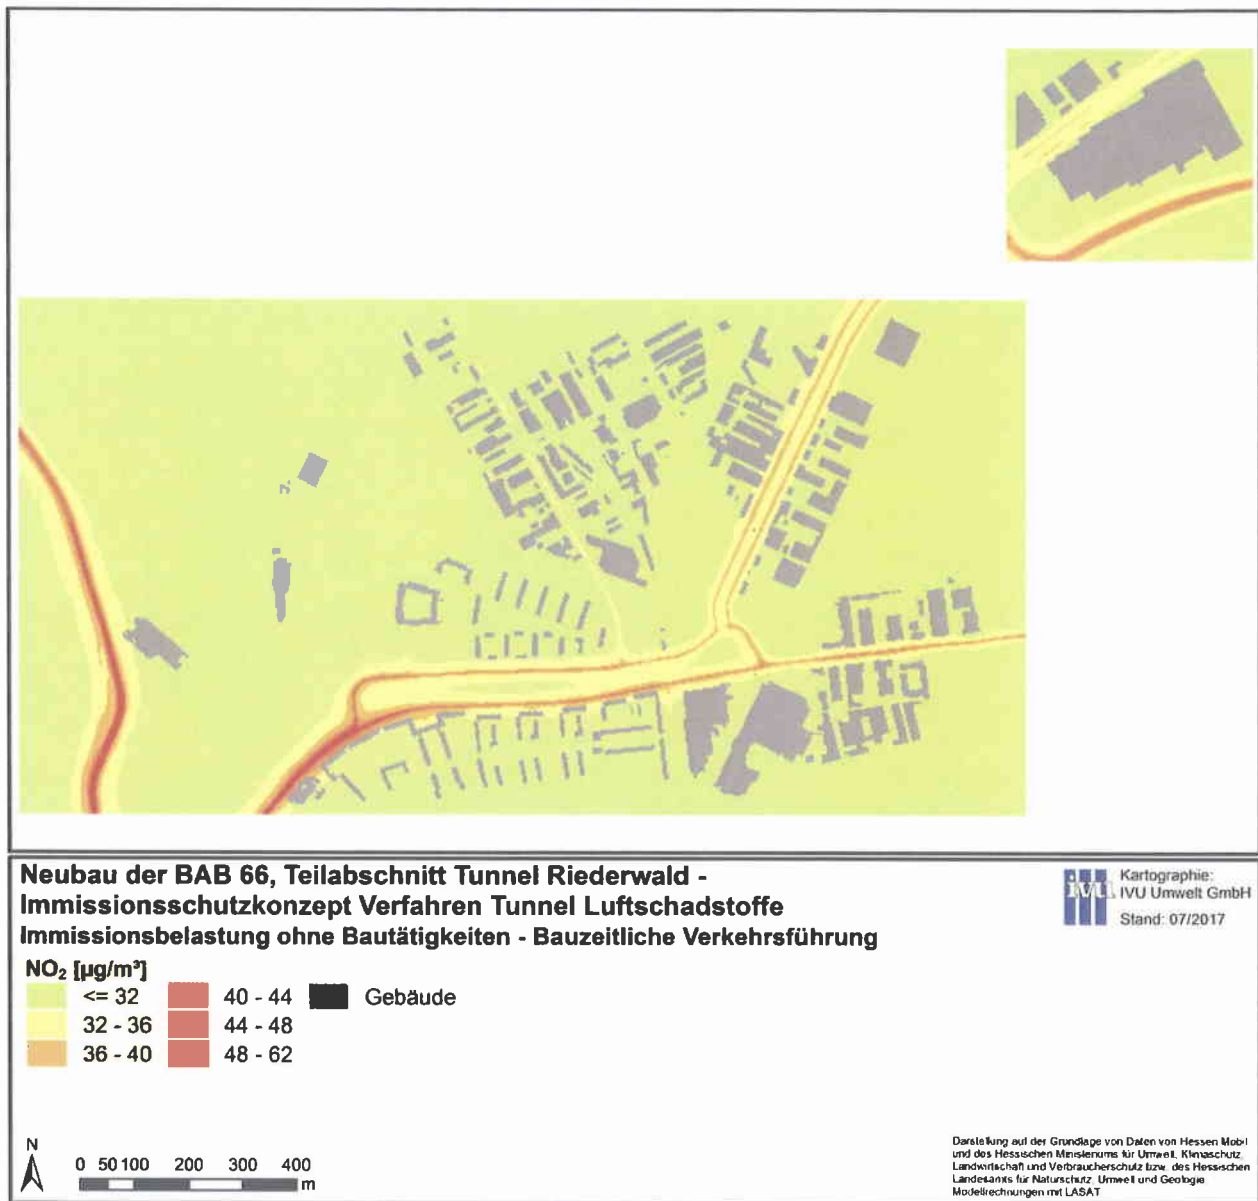 Neubau der BAB 66, Teilabschnitt Tunnel Riederwald -
Immissionsschutzkonzept Verfahren Tunnel Luftschadstoffe
Immissionsbelastung ohne Bautätigkeiten - Bauzeitliche Verkehrsführung
ivu
Kartographie:
IVU Umwelt GmbH
Stand: 07/2017
NO₂ [µg/m³]
<= 32
32 - 36
36 - 40
40 - 44
44 - 48
48 - 62
Gebäude
N
0 50 100 200 300 400
m
Darstellung auf der Grundlage von Daten von Hessen Mobil
und des Hessischen Ministeriums für Umwelt, Klimaschutz,
Landwirtschaft und Verbraucherschutz bzw. des Hessischen
Landesamts für Naturschutz, Umwelt und Geologie
Modellrechnungen mit LASAT